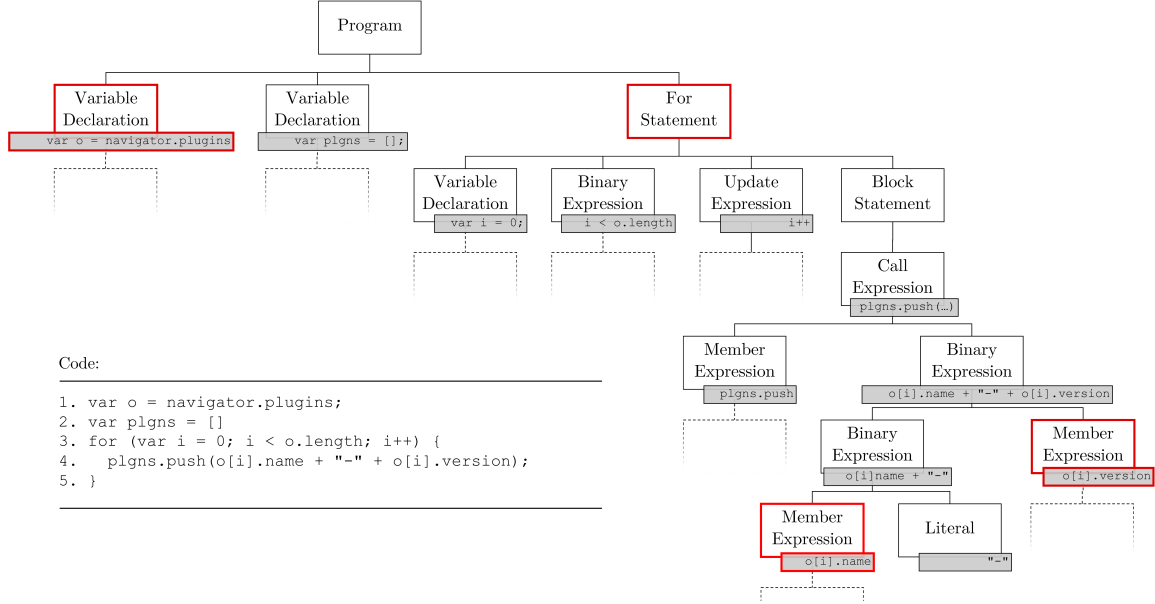 Program
Variable
Declaration
var o = navigator.plugins
Variable
Declaration
var plgns = [];
For
Statement
Variable
Declaration
var i = 0;
Binary
Expression
i < o.length
Update
Expression
i++
Block
Statement
Call
Expression
plgns.push(…)
Member
Expression
plgns.push
Binary
Expression
o[i].name + "-" + o[i].version
Binary
Expression
o[i]name + "-"
Member
Expression
o[i].version
Member
Expression
o[i].name
Literal
"-"
Code:
1. var o = navigator.plugins;
2. var plgns = []
3. for (var i = 0; i < o.length; i++) {
4.   plgns.push(o[i].name + "-" + o[i].version);
5. }